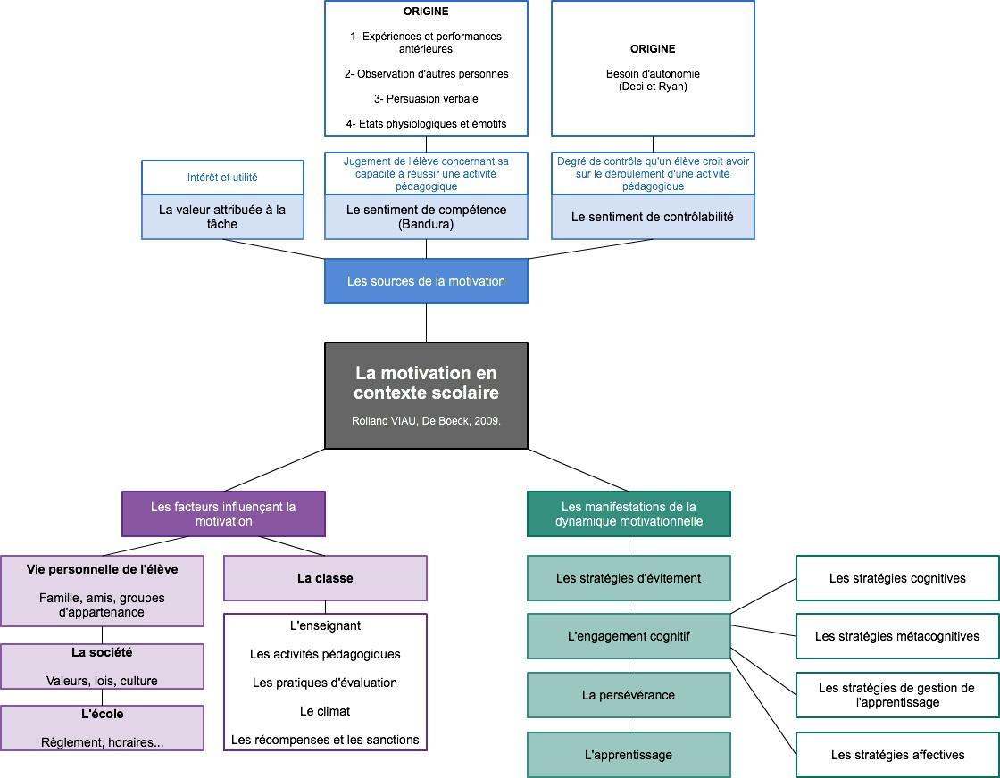 ORIGINE
1- Expériences et performances
antérieures
2- Observation d'autres personnes
3- Persuasion verbale
4- Etats physiologiques et émotifs
ORIGINE
Besoin d'autonomie
(Deci et Ryan)
Intérêt et utilité
La valeur attribuée à la
tâche
Jugement de l'élève concernant sa
capacité à réussir une activité
pédagogique
Le sentiment de compétence
(Bandura)
Degré de contrôle qu'un élève croit avoir
sur le déroulement d'une activité
pédagogique
Le sentiment de contrôlabilité
Les sources de la motivation
La motivation en
contexte scolaire
Rolland VIAU, De Boeck, 2009.
Les facteurs influençant la
motivation
Vie personnelle de l'élève
Famille, amis, groupes
d'appartenance
La société
Valeurs, lois, culture
L'école
Règlement, horaires...
La classe
L'enseignant
Les activités pédagogiques
Les pratiques d'évaluation
Le climat
Les récompenses et les sanctions
Les manifestations de la
dynamique motivationnelle
Les stratégies d'évitement
L'engagement cognitif
La persévérance
L'apprentissage
Les stratégies cognitives
Les stratégies métacognitives
Les stratégies de gestion de
l'apprentissage
Les stratégies affectives